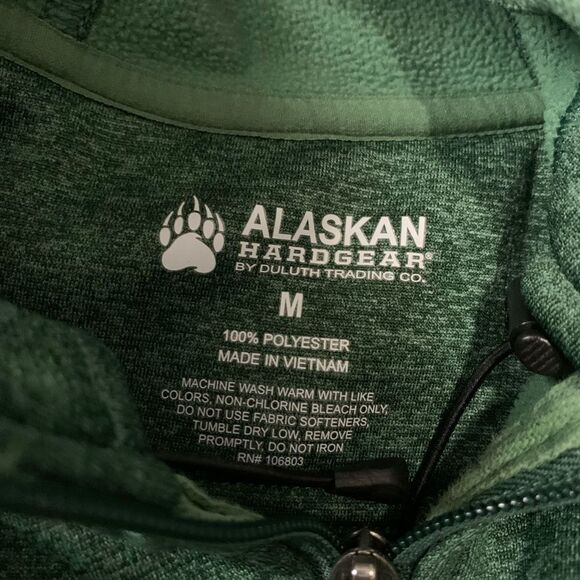 ALASKAN
HARDGEAR®
BY DULUTH TRADING CO.
M
100% POLYESTER
MADE IN VIETNAM
MACHINE WASH WARM WITH LIKE
COLORS, NON-CHLORINE BLEACH ONLY,
DO NOT USE FABRIC SOFTENERS,
TUMBLE DRY LOW, REMOVE
PROMPTLY, DO NOT IRON
RN# 106803